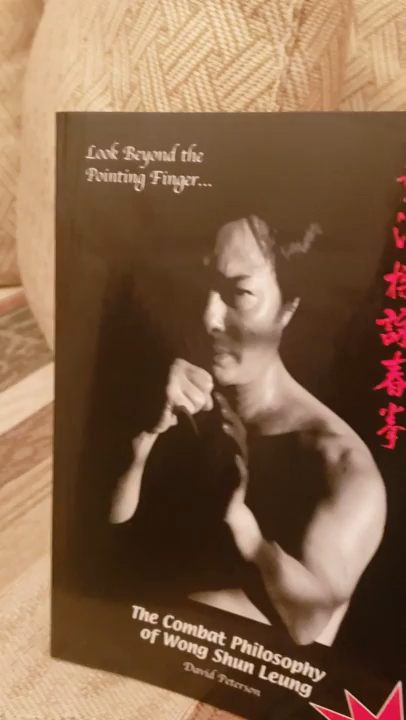 Look Beyond the
Pointing Finger...
詠春拳
The Combat Philosophy
of Wong Shun Leung
David Peterson